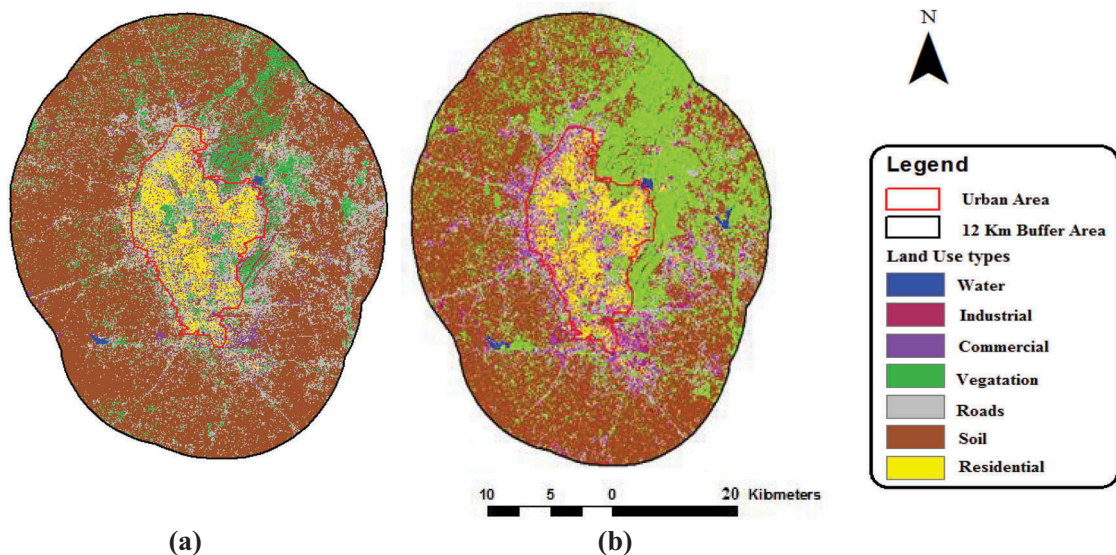 N
Legend
Urban Area
12 Km Buffer Area
Land Use types
Water
Industrial
Commercial
Vegatation
Roads
Soil
Residential
10 5 0 20 Kilometers
(a) (b)